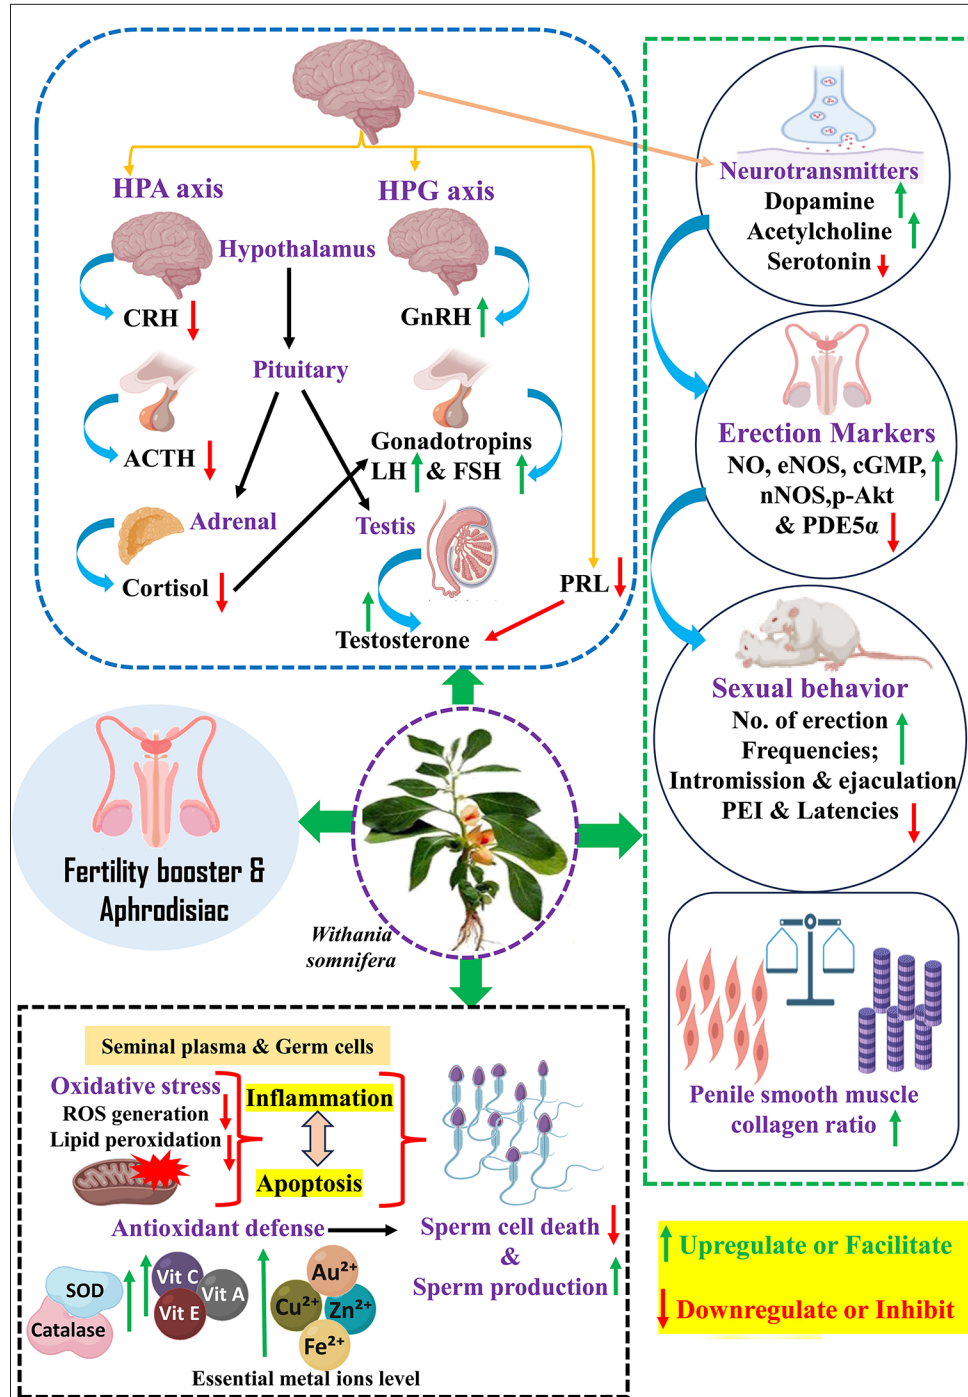 HPA axis
HPG axis
Hypothalamus
CRH
GnRH
Pituitary
ACTH
Gonadotropins
LH & FSH
Adrenal
Testis
Cortisol
PRL
Testosterone
Neurotransmitters
Dopamine
Acetylcholine
Serotonin
Erection Markers
NO, eNOS, cGMP,
nNOS,p-Akt
& PDE5α
Sexual behavior
No. of erection
Frequencies;
Intromission & ejaculation
PEI & Latencies
Penile smooth muscle
collagen ratio
Fertility booster &
Aphrodisiac
Withania
somnifera
Seminal plasma & Germ cells
Oxidative stress
ROS generation
Lipid peroxidation
Inflammation
Apoptosis
Antioxidant defense
Sperm cell death
&
Sperm production
SOD
Catalase
Vit C
Vit A
Vit E
Au²⁺
Cu²⁺
Zn²⁺
Fe²⁺
Essential metal ions level
Upregulate or Facilitate
Downregulate or Inhibit